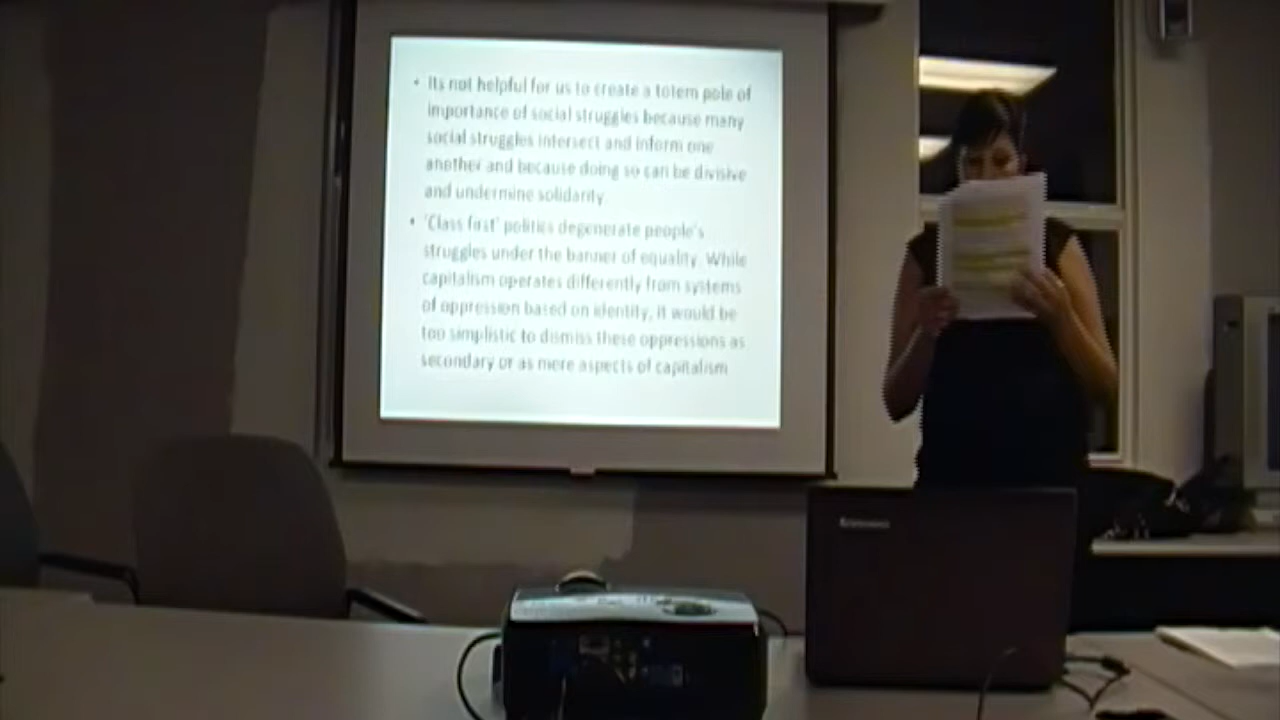 • Its not helpful for us to create a totem pole of
importance of social struggles because many
social struggles intersect and inform one
another and because doing so can be divisive
and undermine solidarity
• 'Class first' politics degenerate people's
struggles under the banner of equality. While
capitalism operates differently from systems
of oppression based on identity, it would be
too simplistic to dismiss these oppressions as
secondary or as mere aspects of capitalism
lenovo